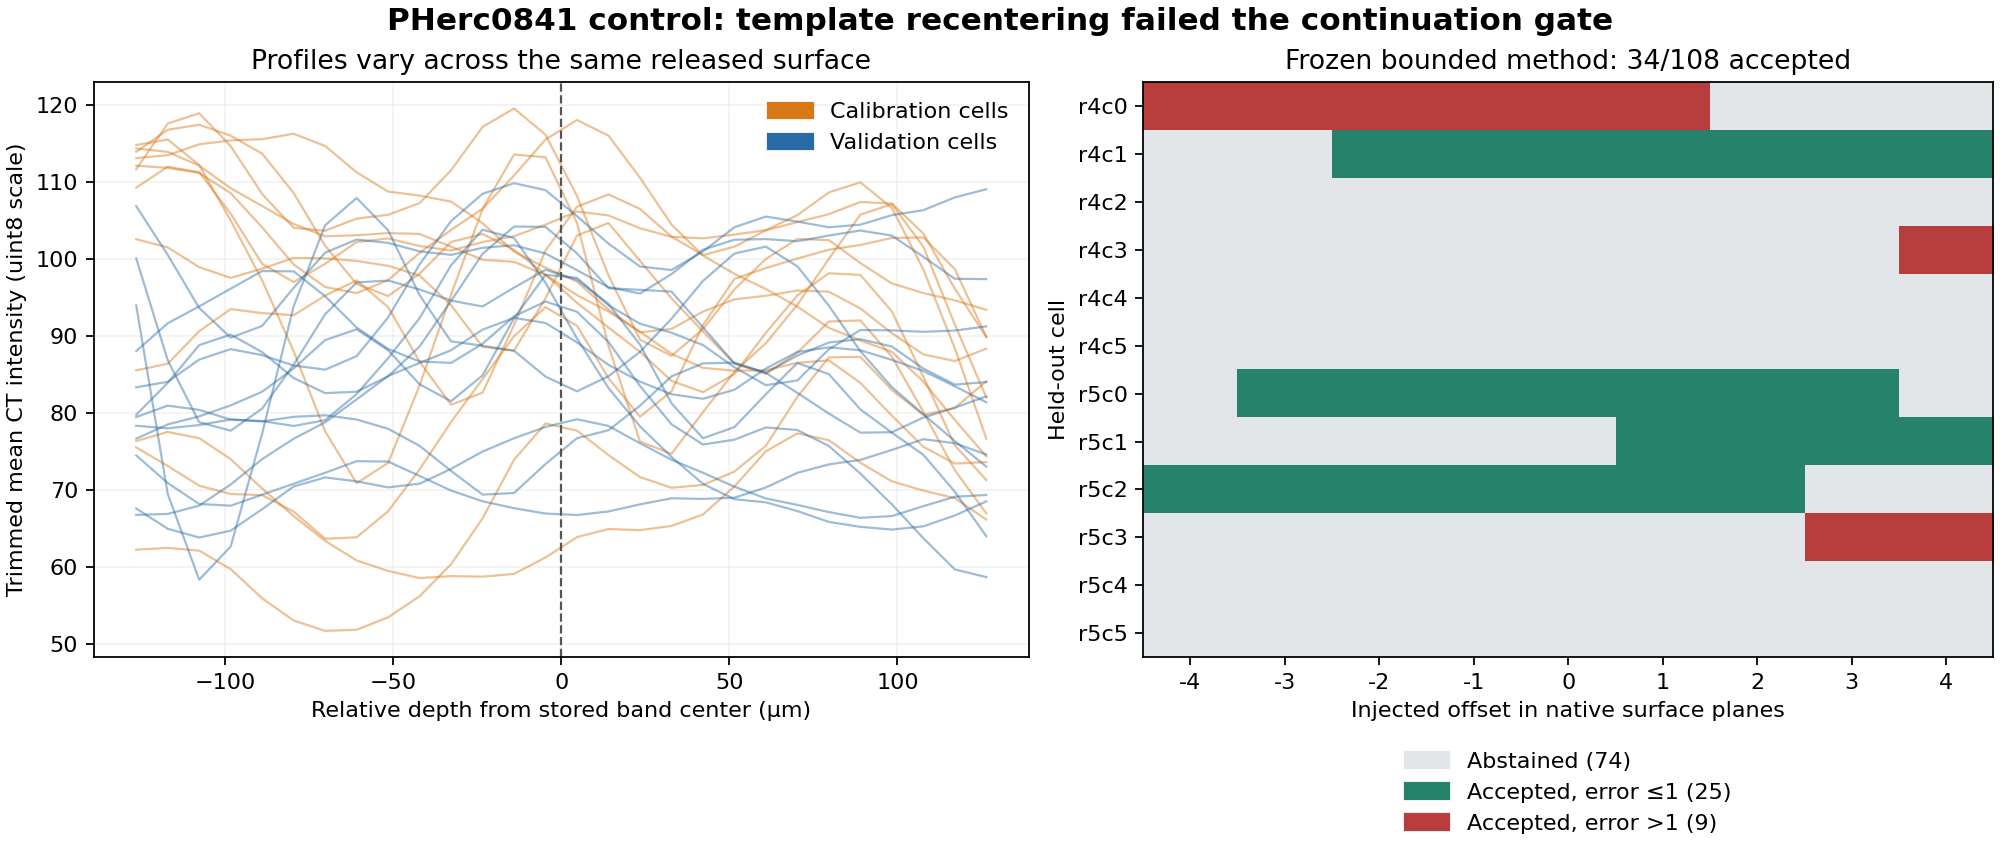 PHerc0841 control: template recentering failed the continuation gate
Profiles vary across the same released surface
Trimmed mean CT intensity (uint8 scale)
120
110
100
90
80
70
60
50
Calibration cells
Validation cells
−100
−50
0
50
100
Relative depth from stored band center (μm)
Frozen bounded method: 34/108 accepted
Held-out cell
r4c0
r4c1
r4c2
r4c3
r4c4
r4c5
r5c0
r5c1
r5c2
r5c3
r5c4
r5c5
-4
-3
-2
-1
0
1
2
3
4
Injected offset in native surface planes
Abstained (74)
Accepted, error ≤1 (25)
Accepted, error >1 (9)